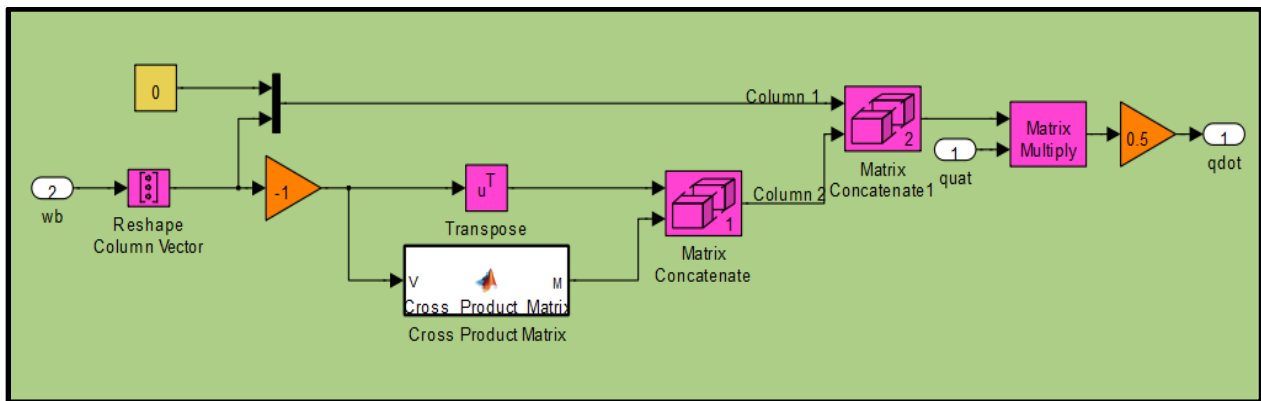 0
Column 1
2
Matrix
Concatenate1
1
quat
Matrix
Multiply
0.5
1
qdot
2
wb
Reshape
Column Vector
-1
u^T
Transpose
Column 2
1
Matrix
Concatenate
V
M
Cross Product Matrix
Cross Product Matrix